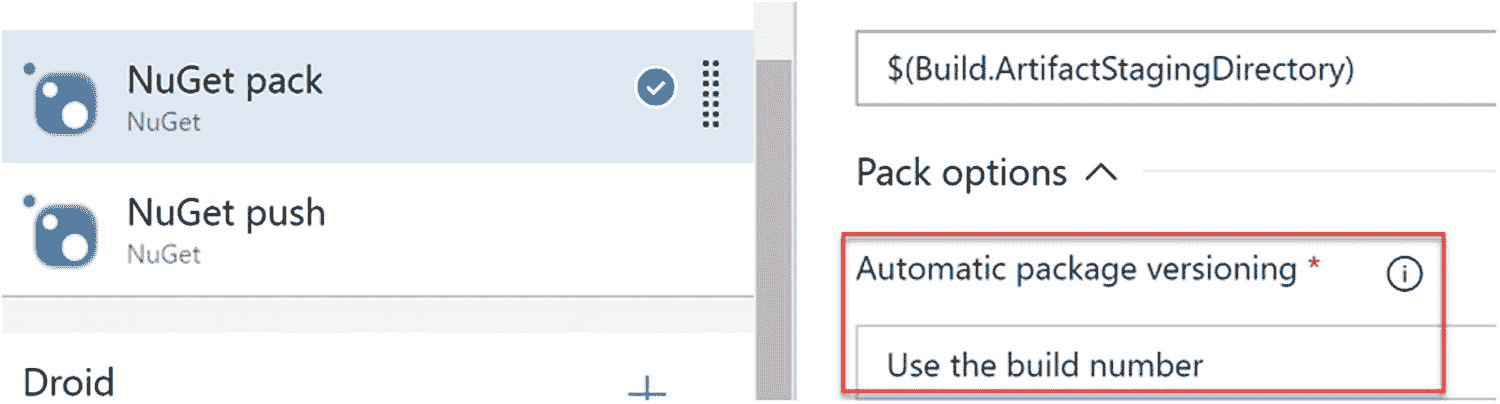 NuGet pack
NuGet
NuGet push
NuGet
Droid
$(Build.ArtifactStagingDirectory)
Pack options
Automatic package versioning *
Use the build number